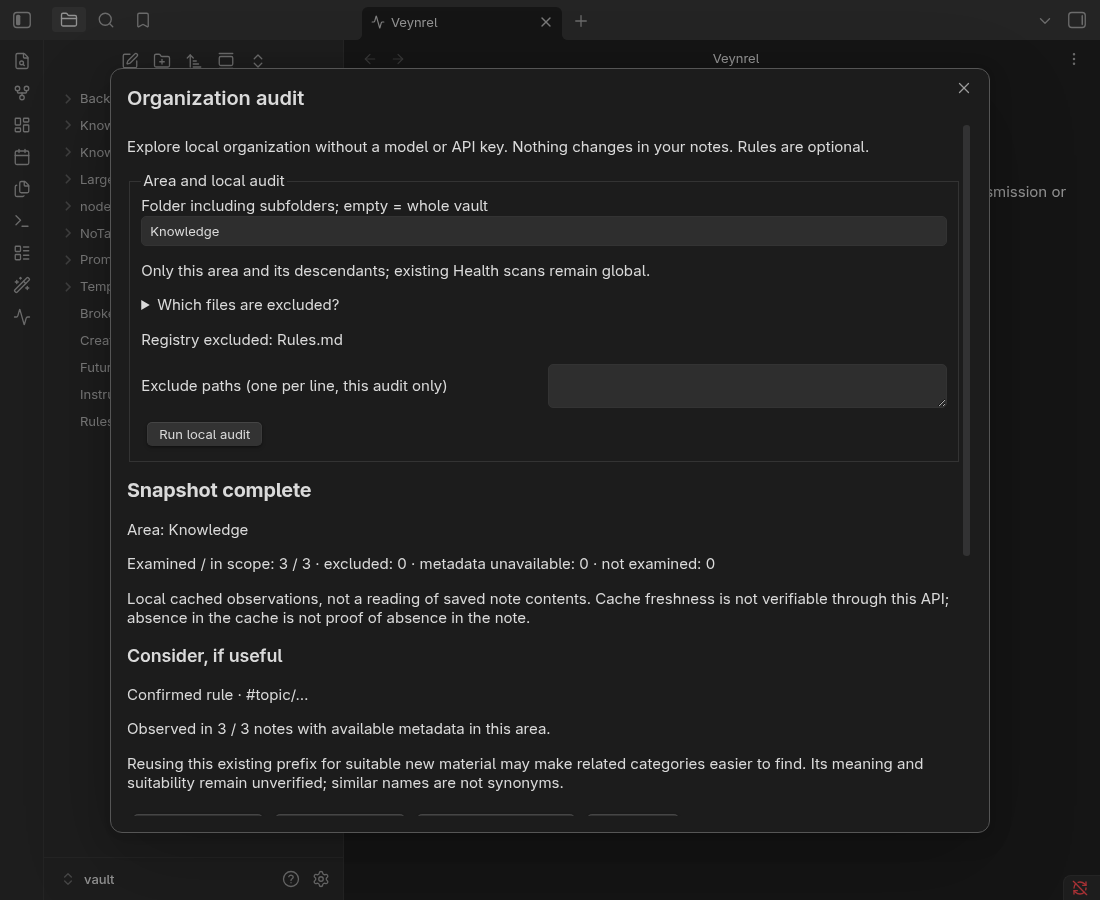 Veynrel
Veynrel
Back
Know
Know
Large
node
NoTa
Prom
Temp
Broke
Creat
Futur
Instru
Rules
smission or
Organization audit
Explore local organization without a model or API key. Nothing changes in your notes. Rules are optional.
Area and local audit
Folder including subfolders; empty = whole vault
Knowledge
Only this area and its descendants; existing Health scans remain global.
Which files are excluded?
Registry excluded: Rules.md
Exclude paths (one per line, this audit only)
Run local audit
Snapshot complete
Area: Knowledge
Examined / in scope: 3 / 3 · excluded: 0 · metadata unavailable: 0 · not examined: 0
Local cached observations, not a reading of saved note contents. Cache freshness is not verifiable through this API;
absence in the cache is not proof of absence in the note.
Consider, if useful
Confirmed rule · #topic/…
Observed in 3 / 3 notes with available metadata in this area.
Reusing this existing prefix for suitable new material may make related categories easier to find. Its meaning and
suitability remain unverified; similar names are not synonyms.
vault